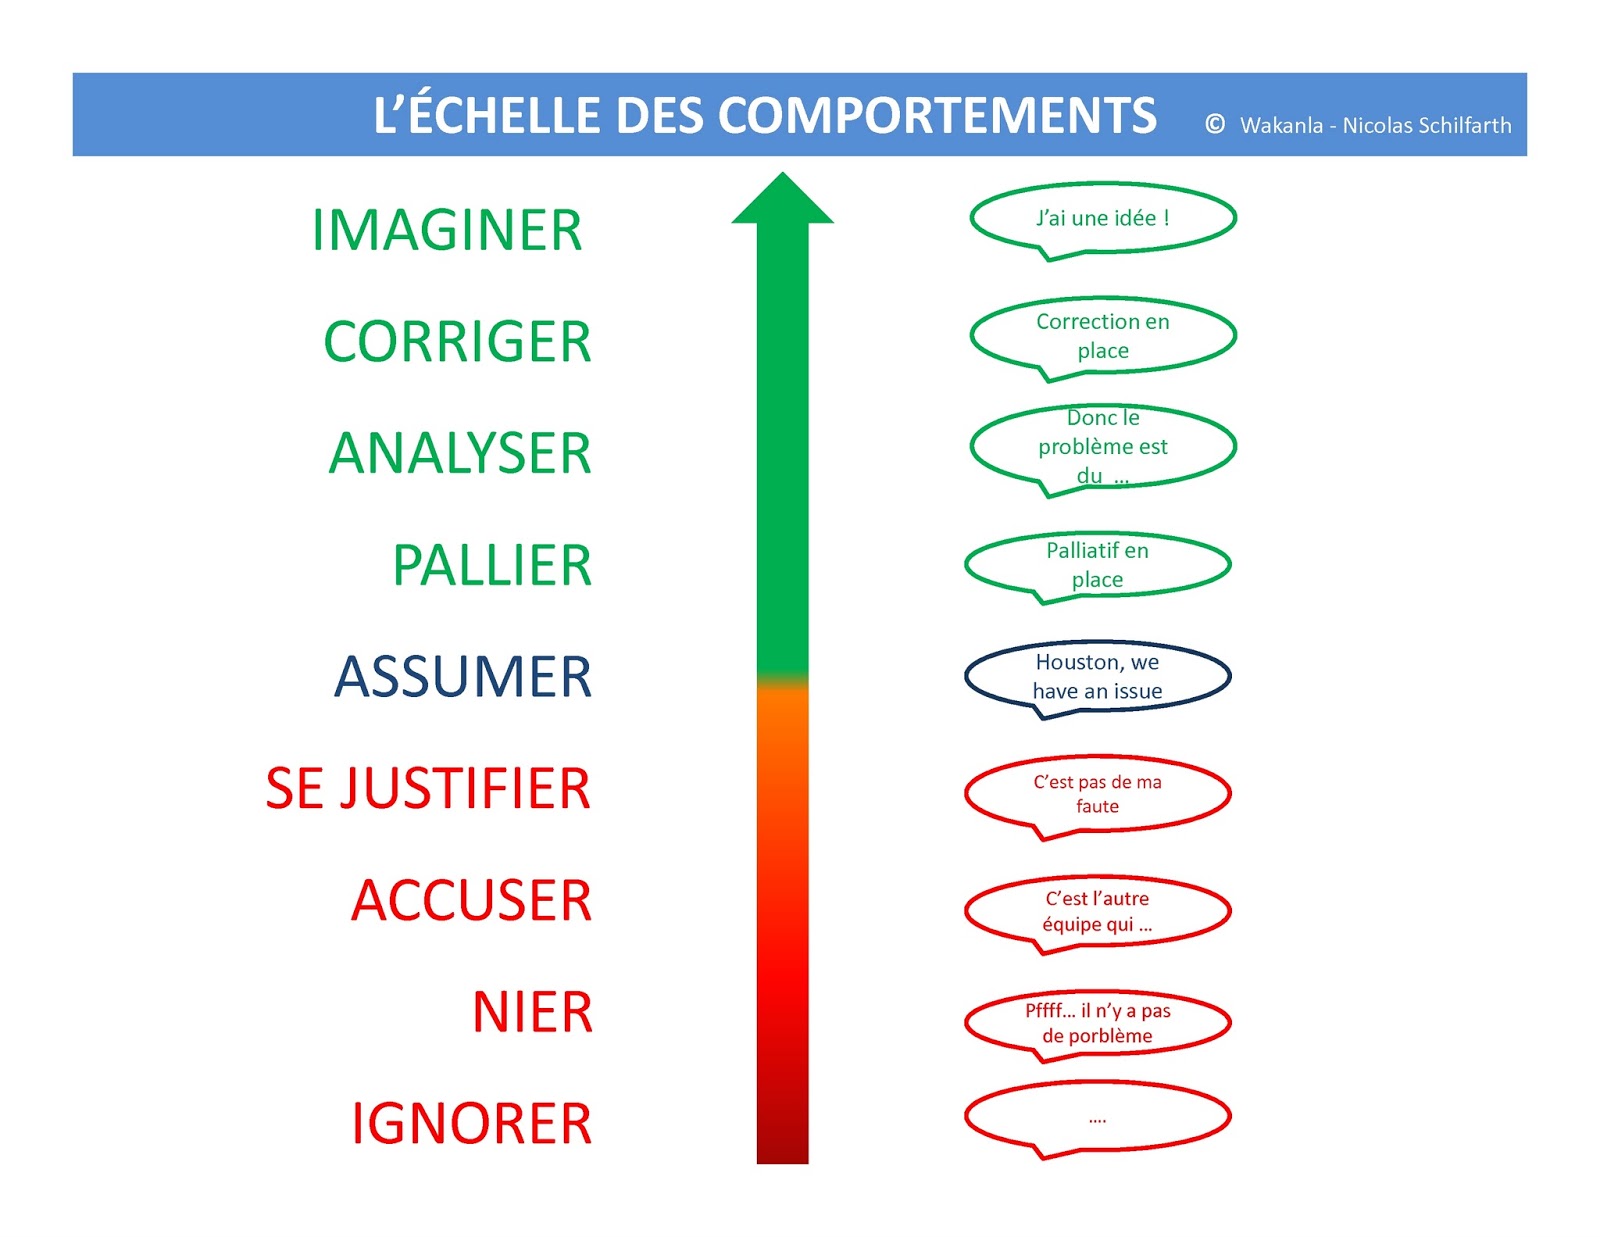 L’ÉCHELLE DES COMPORTEMENTS © Wakanla - Nicolas Schilfarth
IMAGINER
J’ai une idée !
CORRIGER
Correction en
place
ANALYSER
Donc le
problème est
du …
PALLIER
Palliatif en
place
ASSUMER
Houston, we
have an issue
SE JUSTIFIER
C’est pas de ma
faute
ACCUSER
C’est l’autre
équipe qui …
NIER
Pffff… il n’y a pas
de porblème
IGNORER
….